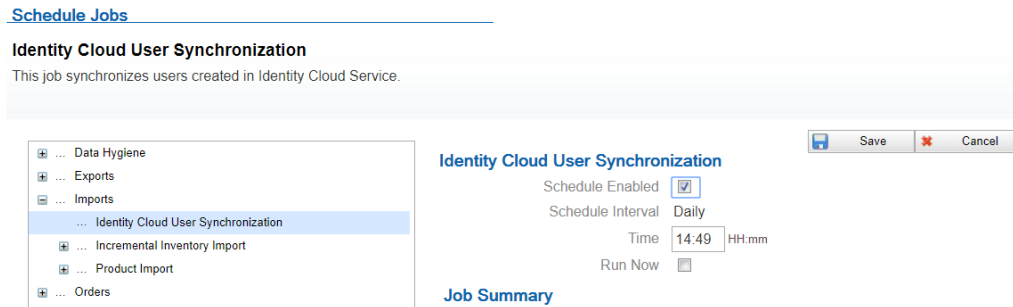 Schedule Jobs
Identity Cloud User Synchronization
This job synchronizes users created in Identity Cloud Service.
Save
Cancel
... Data Hygiene
... Exports
... Imports
... Identity Cloud User Synchronization
... Incremental Inventory Import
... Product Import
... Orders
Identity Cloud User Synchronization
Schedule Enabled
Schedule Interval Daily
Time 14:49 HH:mm
Run Now
Job Summary